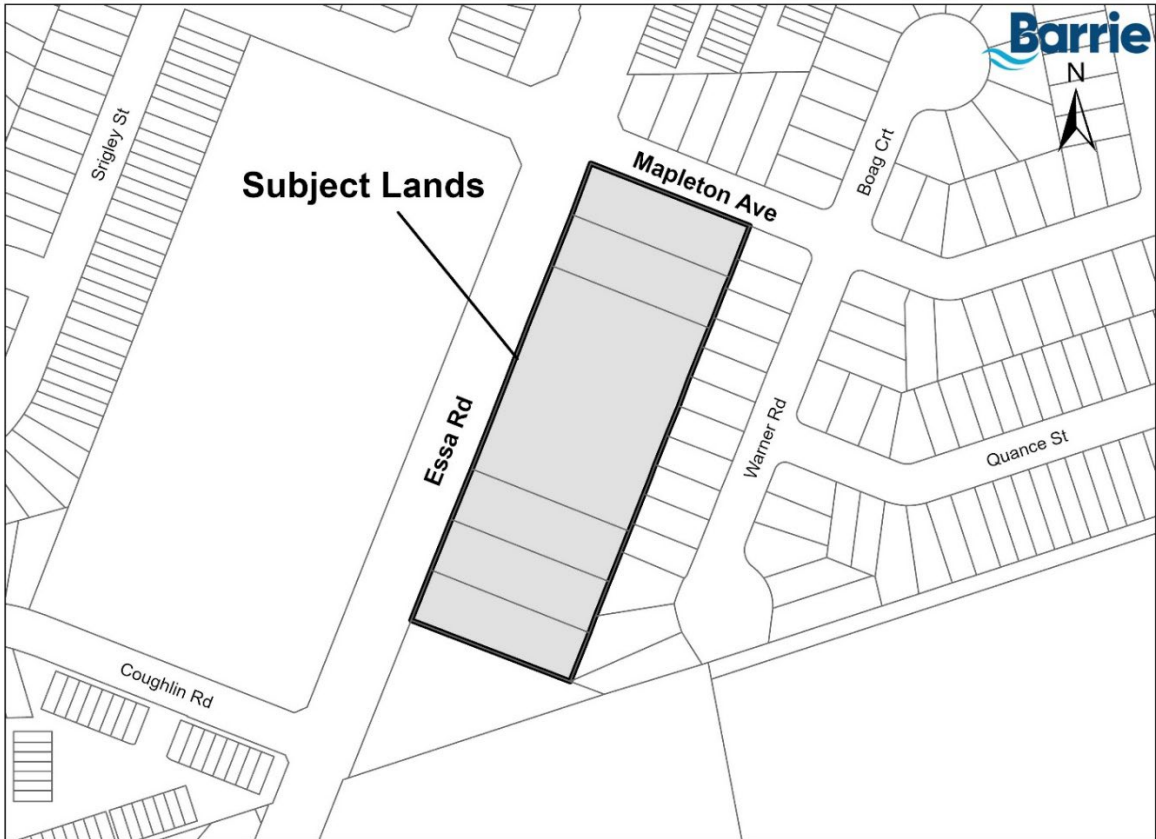 Barrie
N
Srigley St
Subject Lands
Mapleton Ave
Boag Crt
Essa Rd
Warner Rd
Quance St
Coughlin Rd